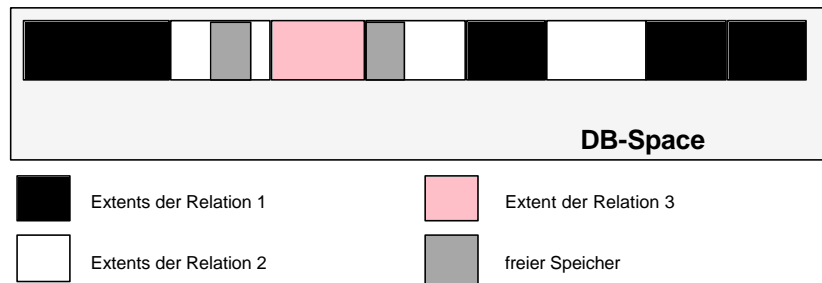 DB-Space
Extents der Relation 1
Extent der Relation 3
Extents der Relation 2
freier Speicher